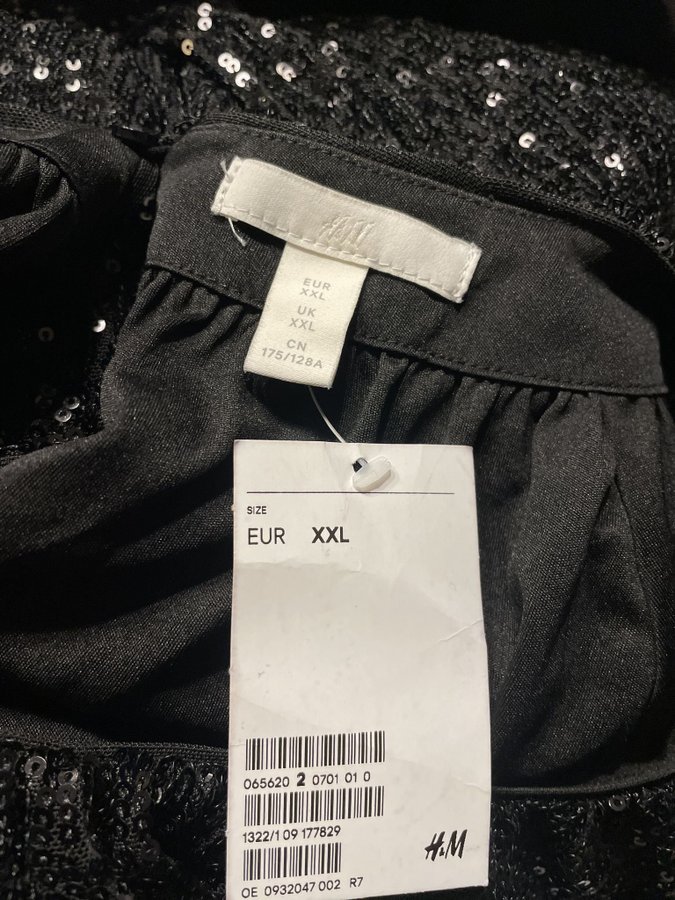 H&M
EUR
XXL
UK
XXL
CN
175/128A
SIZE
EUR XXL
065620 2 0701 01 0
1322/1 09 177829
H&M
OE 0932047 002 R7